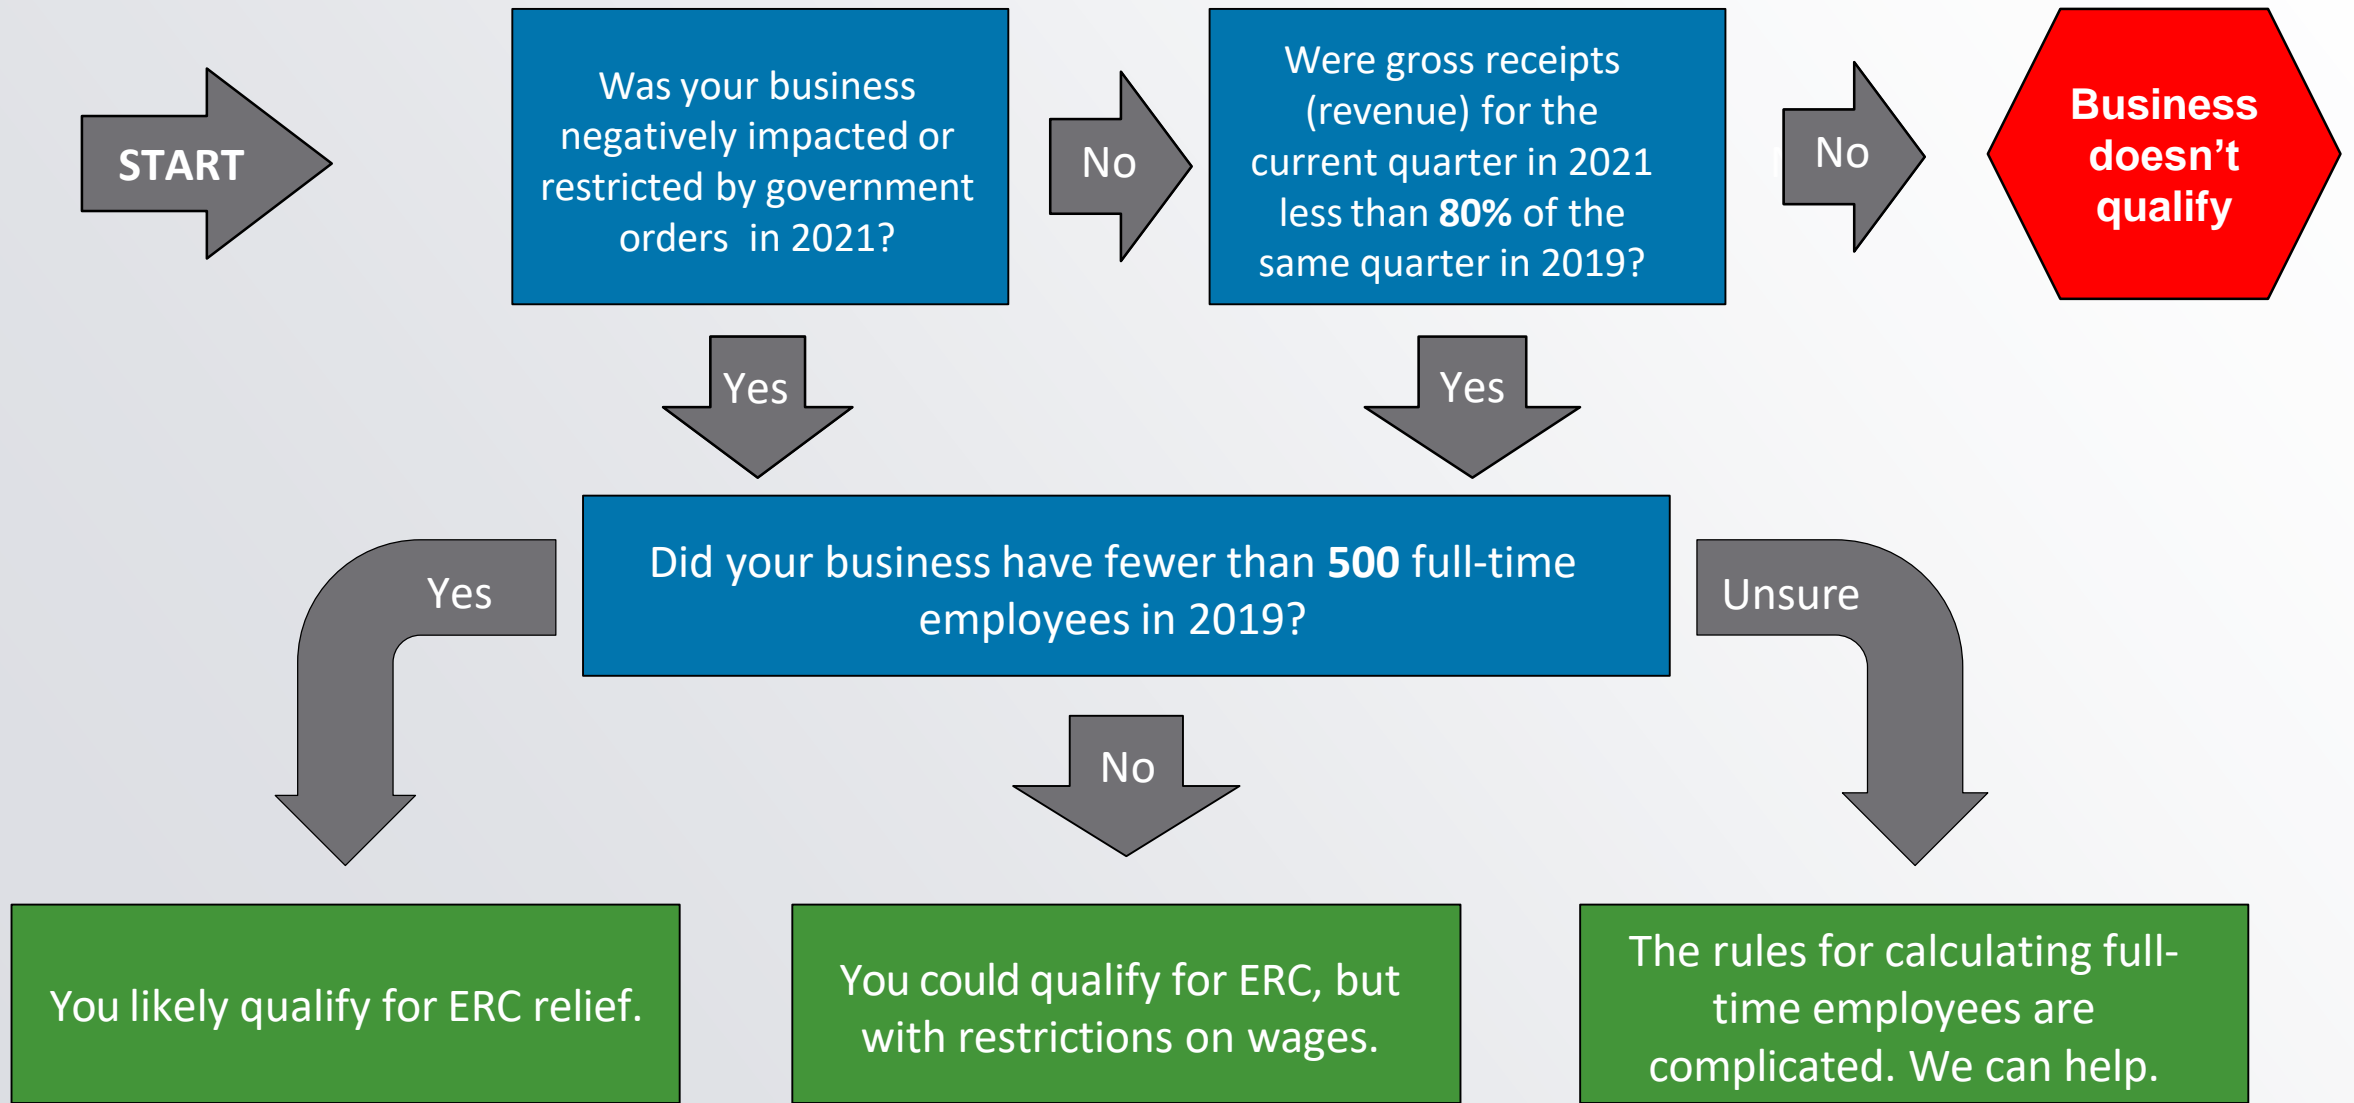 START
Was your business
negatively impacted or
restricted by government
orders in 2021?
No
Were gross receipts
(revenue) for the
current quarter in 2021
less than 80% of the
same quarter in 2019?
No
Business
doesn't
qualify
Yes
Yes
Did your business have fewer than 500 full-time
employees in 2019?
Yes
Unsure
No
You likely qualify for ERC relief.
You could qualify for ERC, but
with restrictions on wages.
The rules for calculating full-
time employees are
complicated. We can help.